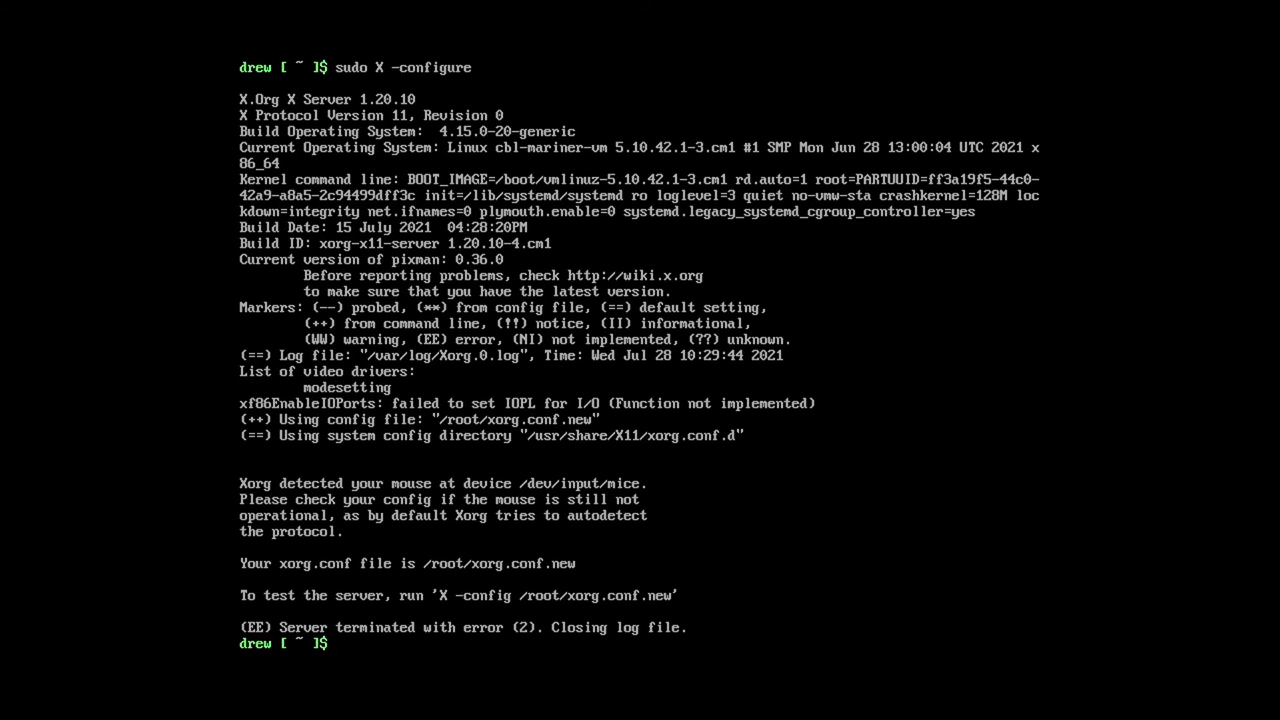 drew [ ~ ]$ sudo X -configure
X.Org X Server 1.20.10
X Protocol Version 11, Revision 0
Build Operating System:  4.15.0-20-generic
Current Operating System: Linux cbl-mariner-vm 5.10.42.1-3.cm1 #1 SMP Mon Jun 28 13:00:04 UTC 2021 x
86_64
Kernel command line: BOOT_IMAGE=/boot/vmlinuz-5.10.42.1-3.cm1 rd.auto=1 root=PARTUUID=ff3a19f5-44c0-
42a9-a8a5-2c94499dff3c init=/lib/systemd/systemd ro loglevel=3 quiet no-vmw-sta crashkernel=128M loc
kdown=integrity net.ifnames=0 plymouth.enable=0 systemd.legacy_systemd_cgroup_controller=yes
Build Date: 15 July 2021  04:28:20PM
Build ID: xorg-x11-server 1.20.10-4.cm1
Current version of pixman: 0.36.0
        Before reporting problems, check http://wiki.x.org
        to make sure that you have the latest version.
Markers: (--) probed, (**) from config file, (==) default setting,
        (++) from command line, (!!) notice, (II) informational,
        (WW) warning, (EE) error, (NI) not implemented, (??) unknown.
(==) Log file: "/var/log/Xorg.0.log", Time: Wed Jul 28 10:29:44 2021
List of video drivers:
        modesetting
xf86EnableIOPorts: failed to set IOPL for I/O (Function not implemented)
(++) Using config file: "/root/xorg.conf.new"
(==) Using system config directory "/usr/share/X11/xorg.conf.d"
Xorg detected your mouse at device /dev/input/mice.
Please check your config if the mouse is still not
operational, as by default Xorg tries to autodetect
the protocol.
Your xorg.conf file is /root/xorg.conf.new
To test the server, run 'X -config /root/xorg.conf.new'
(EE) Server terminated with error (2). Closing log file.
drew [ ~ ]$